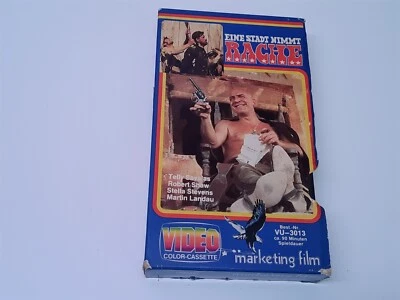 EINE STADT NIMMT
RACHE
Telly Savalas
Robert Shaw
Stella Stevens
Martin Landau
Best.-Nr.
VU–3013
ca. 90 Minuten
Spieldauer
VIDEO
COLOR-CASSETTE
marketing film